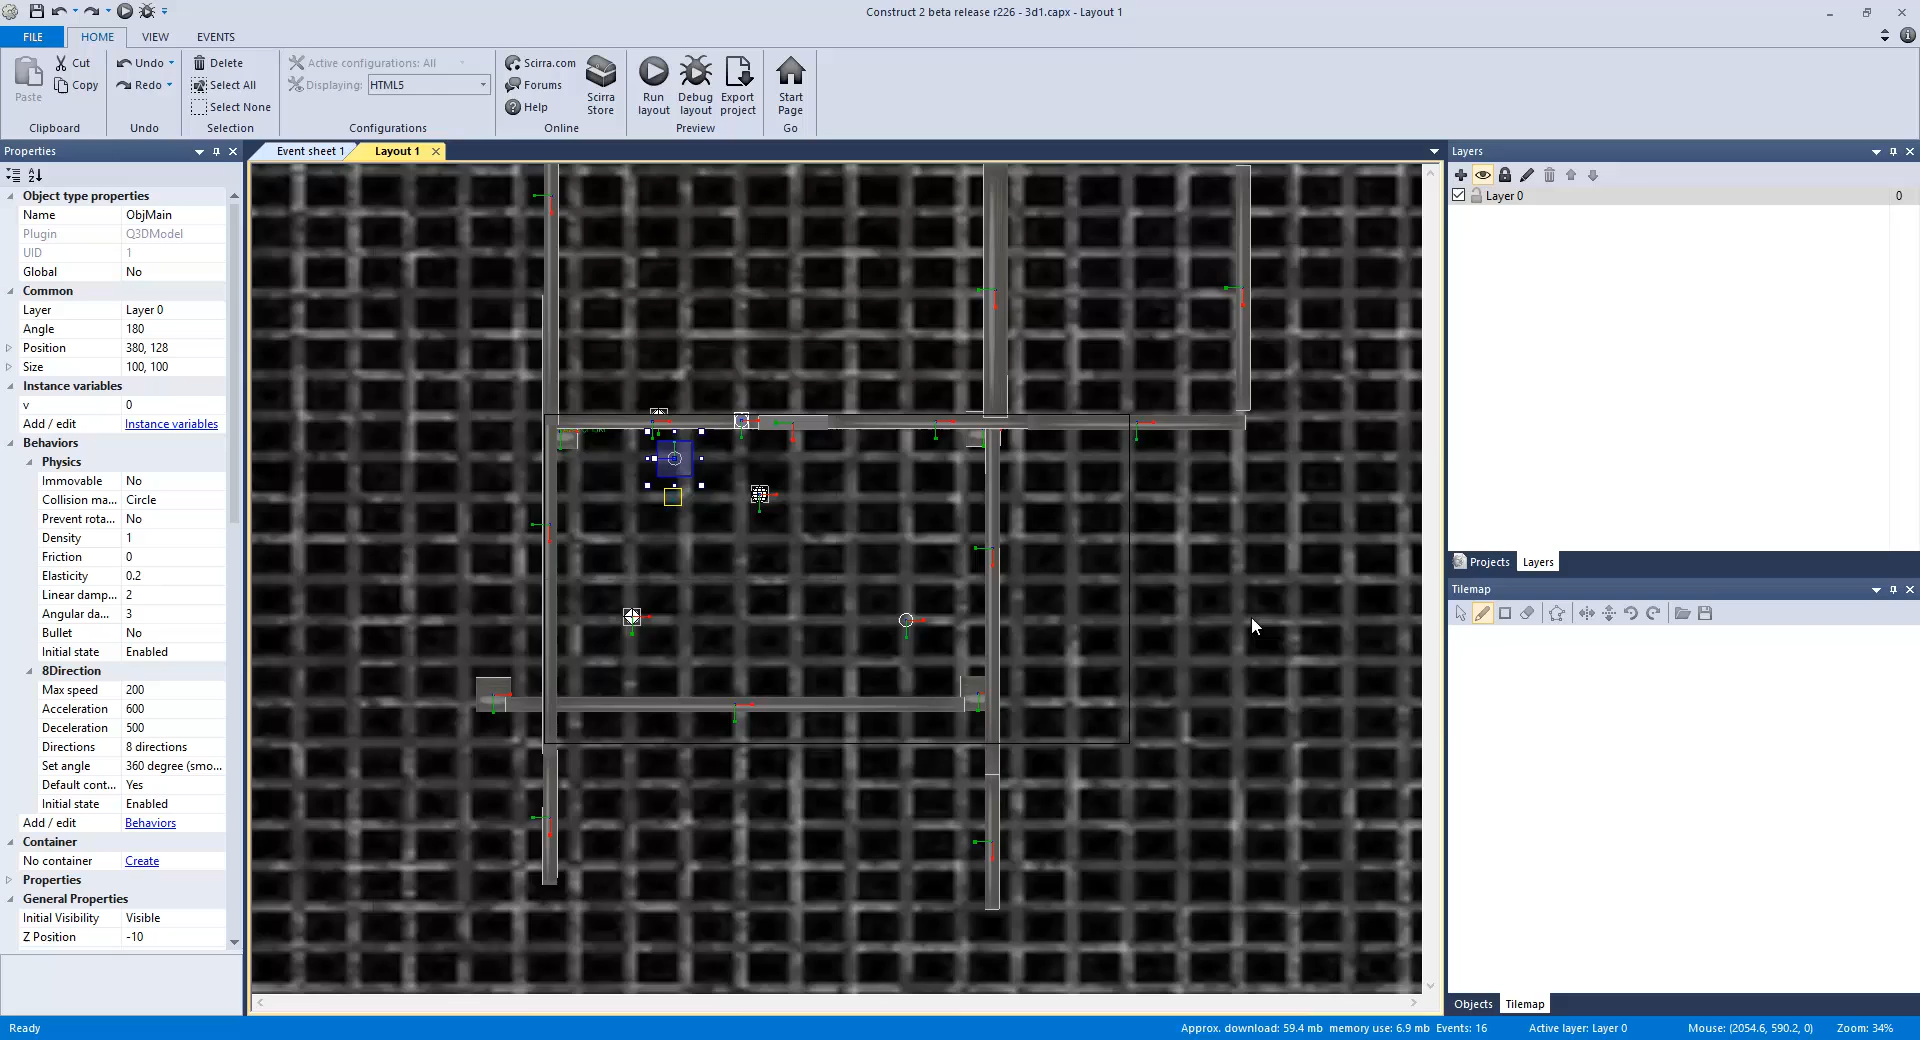 Construct 2 beta release r226 - 3d1.capx - Layout 1
FILE HOME VIEW EVENTS
Paste Cut Copy Clipboard
Undo Redo Undo
Delete Select All Select None Selection
Active configurations: All
Displaying: HTML5
Configurations
Scirra.com Forums Help Scirra Store Online
Run layout Debug layout Export project Preview
Start Page Go
Properties
Event sheet 1 Layout 1
Layers
Object type properties
Name ObjMain
Plugin Q3DModel
UID 1
Global No
Common
Layer Layer 0
Angle 180
Position 380, 128
Size 100, 100
Instance variables
v 0
Add / edit Instance variables
Behaviors
Physics
Immovable No
Collision ma... Circle
Prevent rota... No
Density 1
Friction 0
Elasticity 0.2
Linear damp... 2
Angular da... 3
Bullet No
Initial state Enabled
8Direction
Max speed 200
Acceleration 600
Deceleration 500
Directions 8 directions
Set angle 360 degree (smo...
Default cont... Yes
Initial state Enabled
Add / edit Behaviors
Container
No container Create
Properties
General Properties
Initial Visibility Visible
Z Position -10
Layer 0 0
Projects Layers
Tilemap
Objects Tilemap
Ready
Approx. download: 59.4 mb memory use: 6.9 mb Events: 16 Active layer: Layer 0 Mouse: (2054.6, 590.2, 0) Zoom: 34%